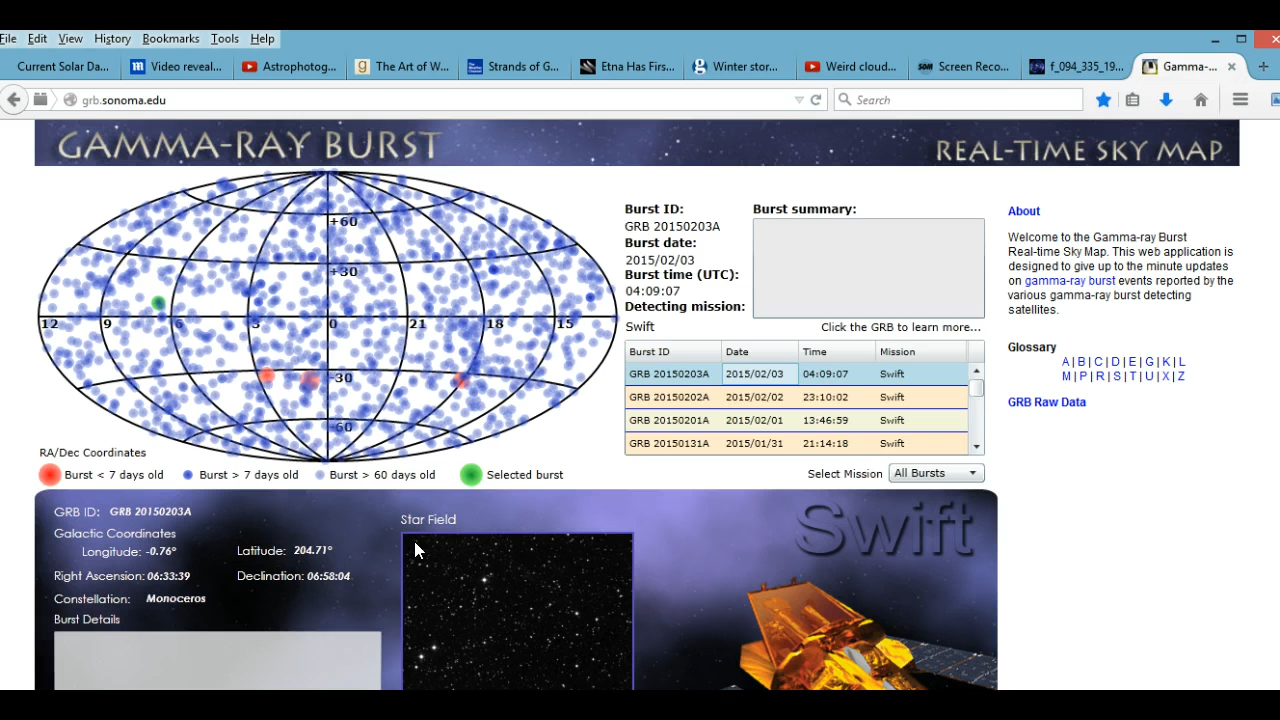 File Edit View History Bookmarks Tools Help
Current Solar Da... Video reveal... Astrophotog... The Art of W... Strands of G... Etna Has Firs... Winter stor... Weird cloud... Screen Reco... f_094_335_19... Gamma-...
grb.sonoma.edu Search
GAMMA-RAY BURST REAL-TIME SKY MAP
+60
+30
12 9 6 3 0 21 18 15
-30
-60
RA/Dec Coordinates
Burst < 7 days old Burst > 7 days old Burst > 60 days old Selected burst
Burst ID:
GRB 20150203A
Burst date:
2015/02/03
Burst time (UTC):
04:09:07
Detecting mission:
Swift
Burst summary:
Click the GRB to learn more...
Burst ID Date Time Mission
GRB 20150203A 2015/02/03 04:09:07 Swift
GRB 20150202A 2015/02/02 23:10:02 Swift
GRB 20150201A 2015/02/01 13:46:59 Swift
GRB 20150131A 2015/01/31 21:14:18 Swift
Select Mission All Bursts
About
Welcome to the Gamma-ray Burst
Real-time Sky Map. This web application is
designed to give up to the minute updates
on gamma-ray burst events reported by the
various gamma-ray burst detecting
satellites.
Glossary
A|B|C|D|E|G|K|L
M|P|R|S|T|U|X|Z
GRB Raw Data
GRB ID: GRB 20150203A
Galactic Coordinates
Longitude: -0.76° Latitude: 204.71°
Right Ascension: 06:33:39 Declination: 06:58:04
Constellation: Monoceros
Burst Details
Star Field
Swift